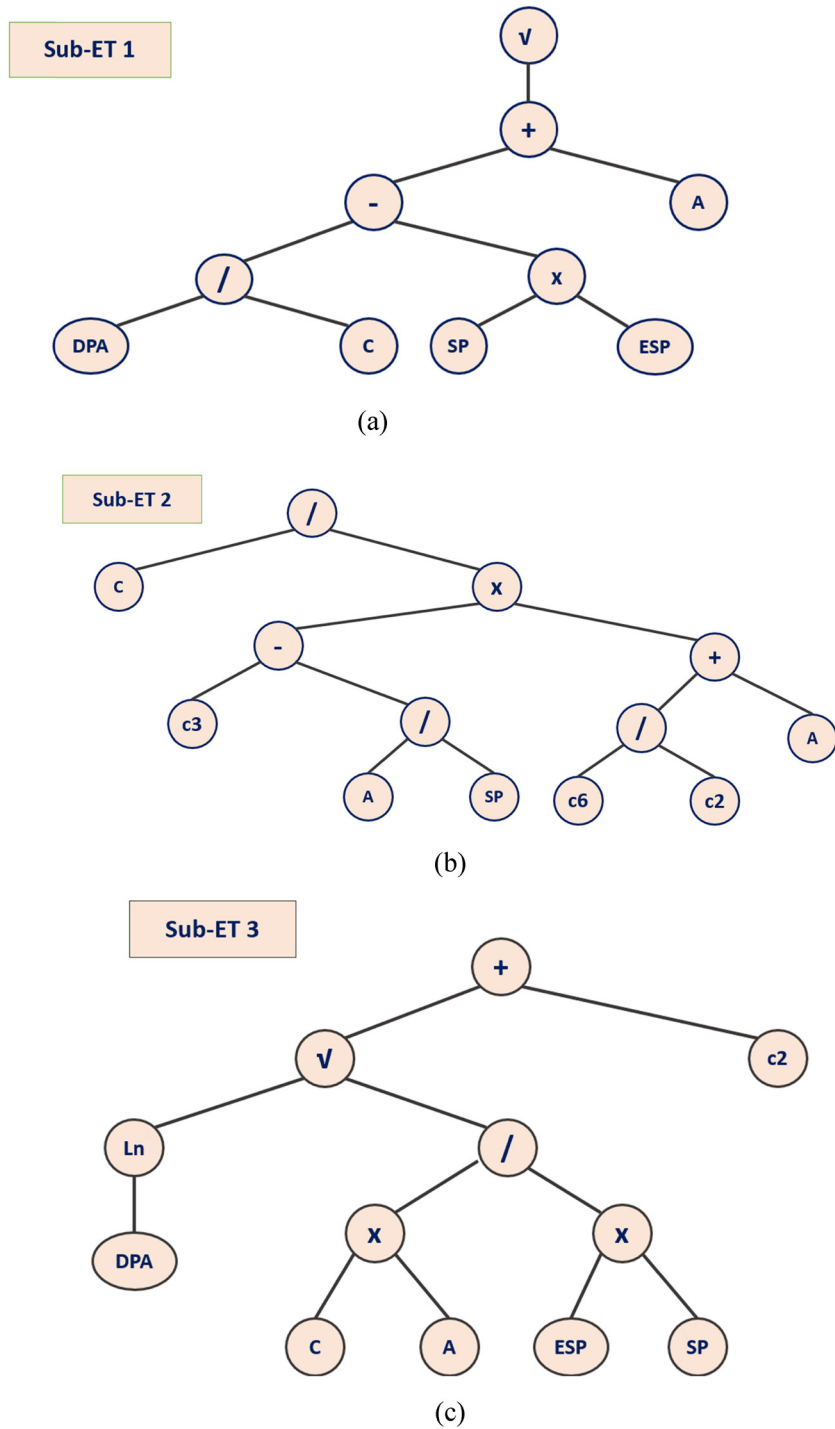 Sub-ET 1
√
+
-
A
/
x
DPA
C
SP
ESP
(a)
Sub-ET 2
/
C
x
-
+
c3
/
/
A
A
SP
c6
c2
(b)
Sub-ET 3
+
√
c2
Ln
/
DPA
x
x
C
A
ESP
SP
(c)